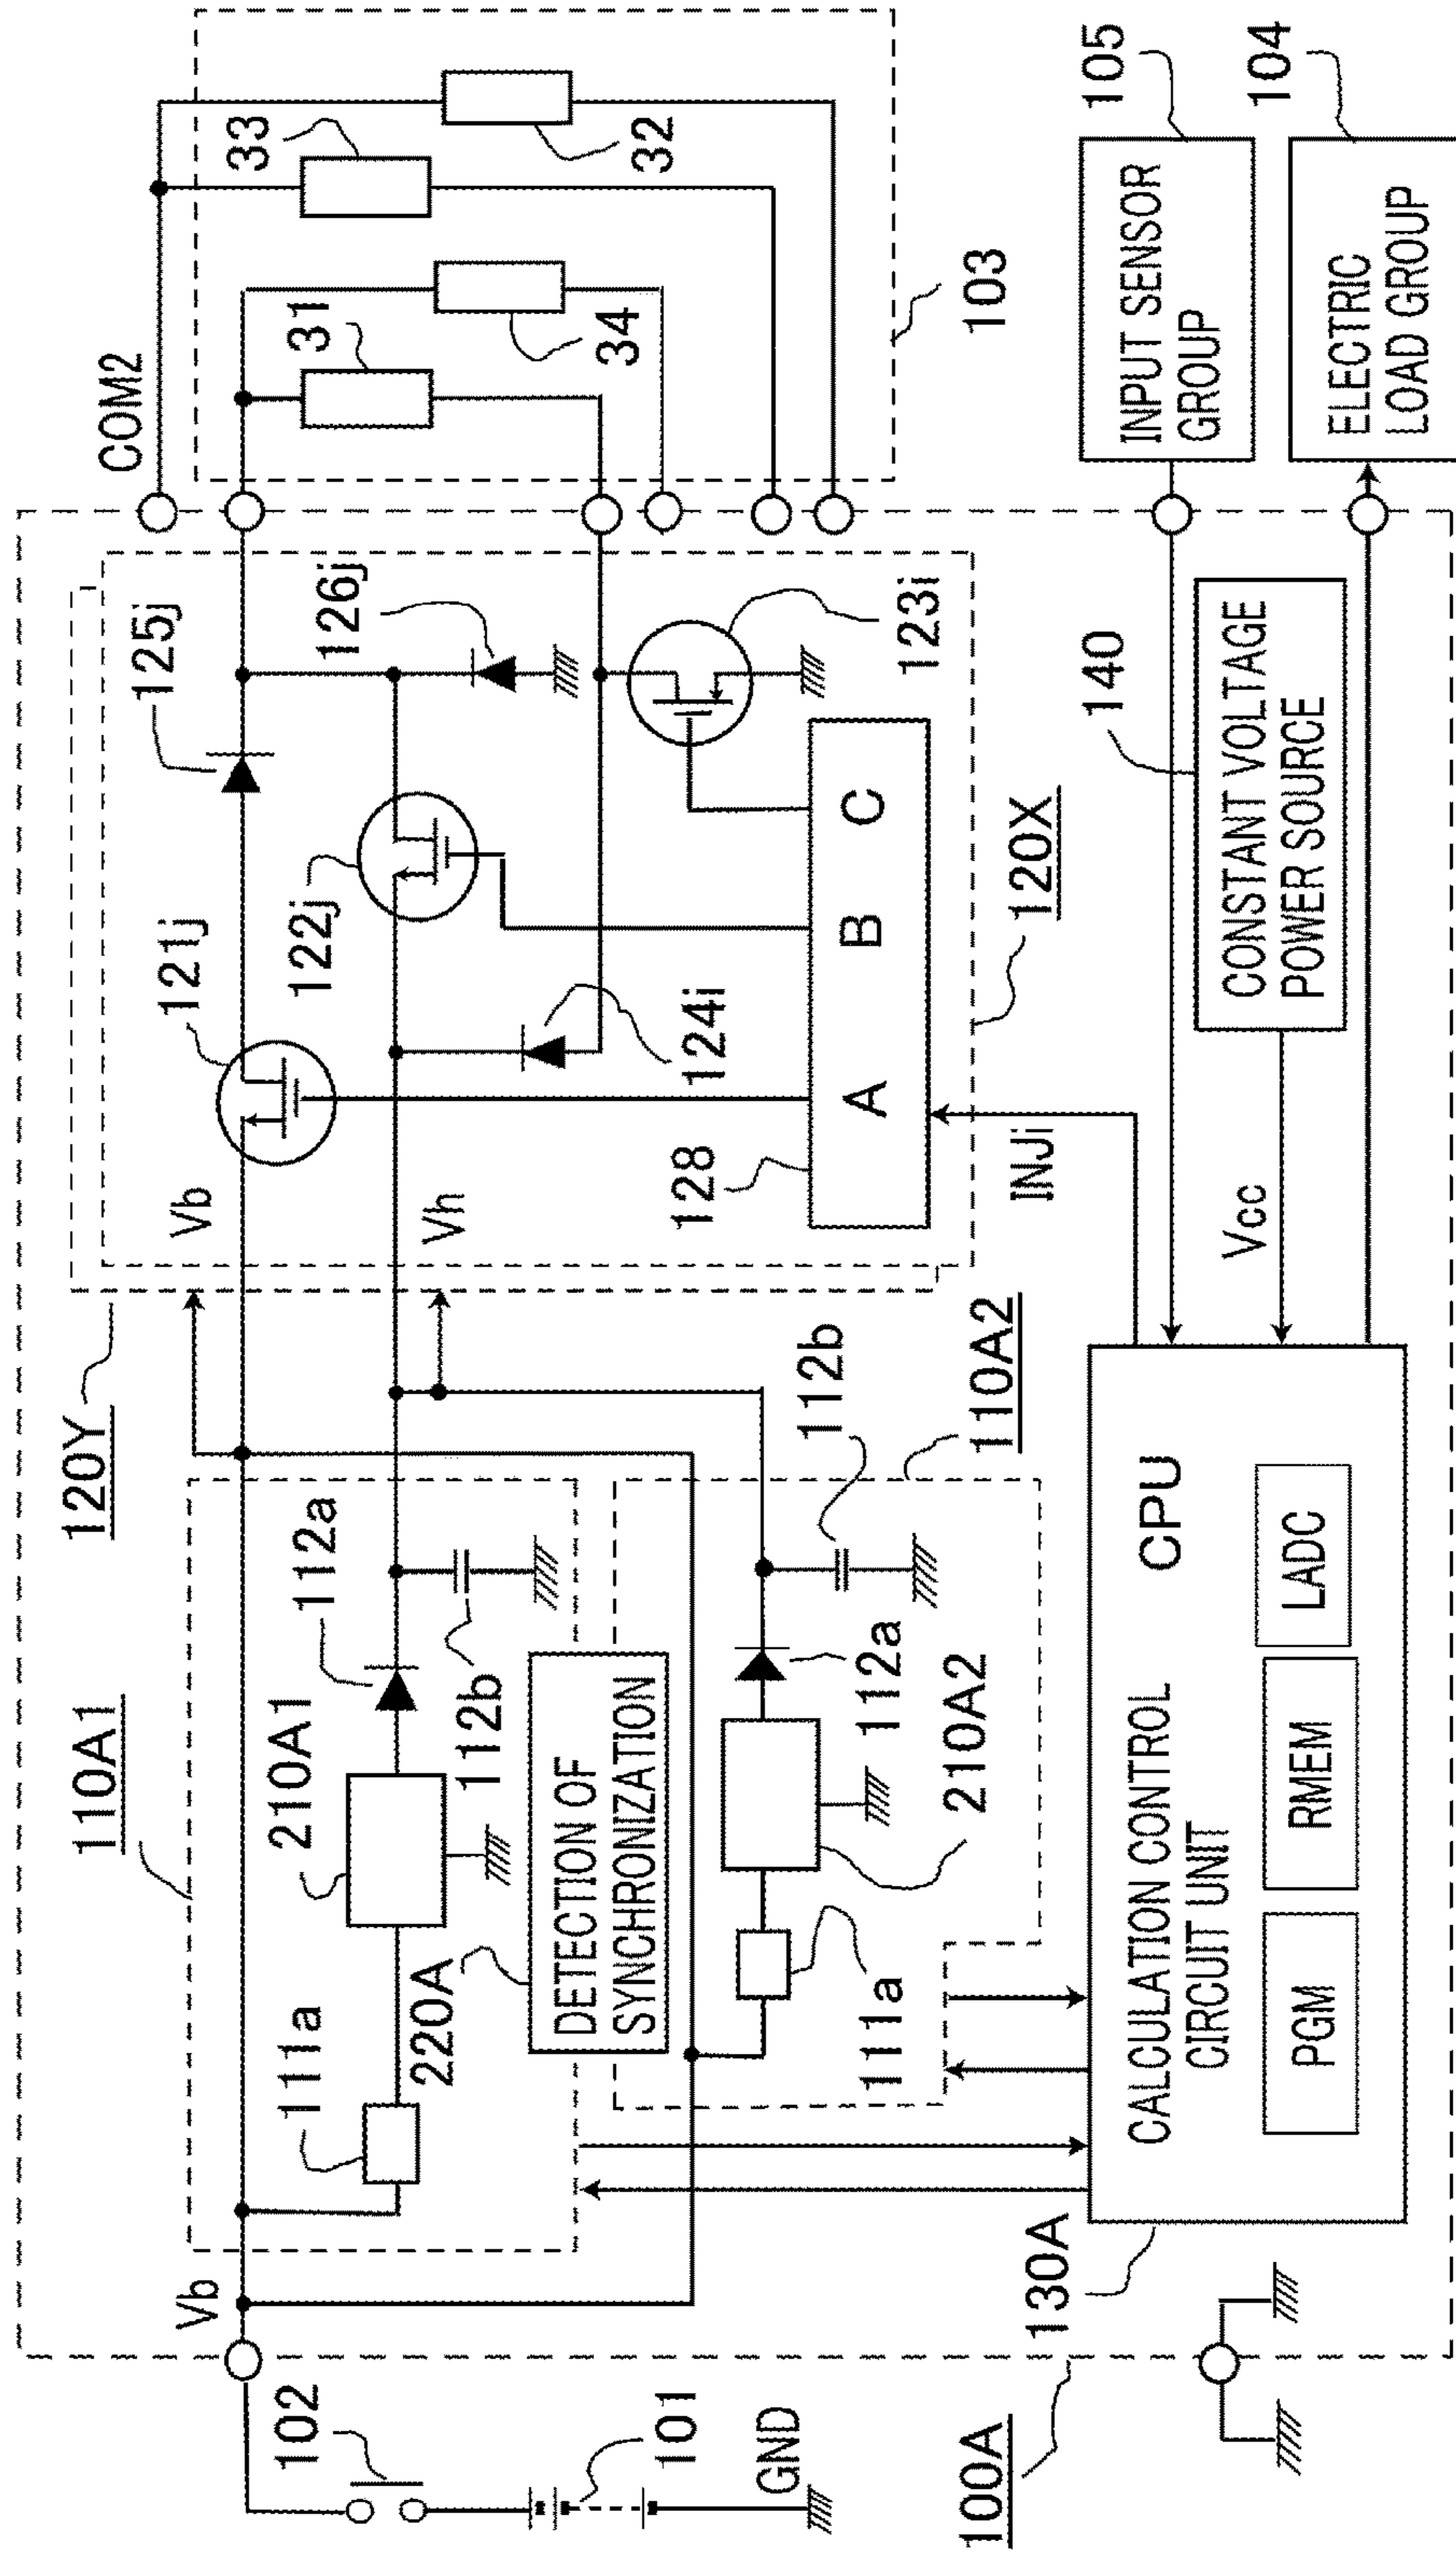 COM2
33
32
31
34
103
INPUT SENSOR
GROUP
105
ELECTRIC
LOAD GROUP
104
120Y
Vb
121j
125j
122j
126j
Vh
124i
123i
128
A B C
120X
INJi
140
CONSTANT VOLTAGE
POWER SOURCE
Vcc
110A1
Vb
111a
210A1
112a
112b
220A
DETECTION OF
SYNCHRONIZATION
111a
210A2
112a
112b
110A2
CALCULATION CONTROL
CIRCUIT UNIT
CPU
PGM
RMEM
LADC
130A
102
101
GND
100A